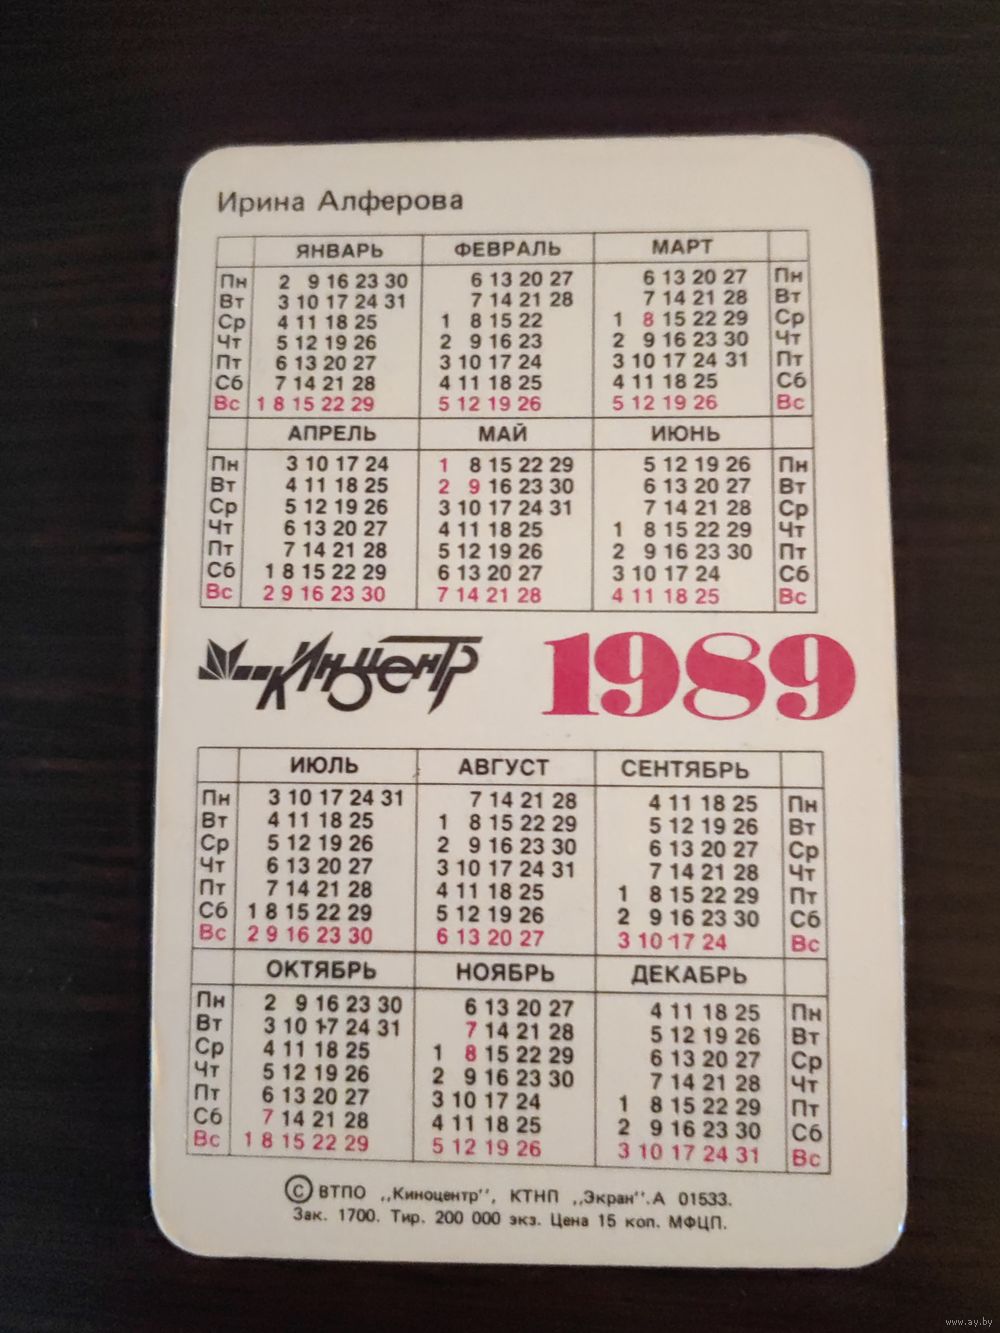 Ирина Алферова
ЯНВАРЬ ФЕВРАЛЬ МАРТ
Пн 2 9 16 23 30 6 13 20 27 6 13 20 27 Пн
Вт 3 10 17 24 31 7 14 21 28 7 14 21 28 Вт
Ср 4 11 18 25 1 8 15 22 1 8 15 22 29 Ср
Чт 5 12 19 26 2 9 16 23 2 9 16 23 30 Чт
Пт 6 13 20 27 3 10 17 24 3 10 17 24 31 Пт
Сб 7 14 21 28 4 11 18 25 4 11 18 25 Сб
Вс 1 8 15 22 29 5 12 19 26 5 12 19 26 Вс
АПРЕЛЬ МАЙ ИЮНЬ
Пн 3 10 17 24 1 8 15 22 29 5 12 19 26 Пн
Вт 4 11 18 25 2 9 16 23 30 6 13 20 27 Вт
Ср 5 12 19 26 3 10 17 24 31 7 14 21 28 Ср
Чт 6 13 20 27 4 11 18 25 1 8 15 22 29 Чт
Пт 7 14 21 28 5 12 19 26 2 9 16 23 30 Пт
Сб 1 8 15 22 29 6 13 20 27 3 10 17 24 Сб
Вс 2 9 16 23 30 7 14 21 28 4 11 18 25 Вс
Киноцентр 1989
ИЮЛЬ АВГУСТ СЕНТЯБРЬ
Пн 3 10 17 24 31 7 14 21 28 4 11 18 25 Пн
Вт 4 11 18 25 1 8 15 22 29 5 12 19 26 Вт
Ср 5 12 19 26 2 9 16 23 30 6 13 20 27 Ср
Чт 6 13 20 27 3 10 17 24 31 7 14 21 28 Чт
Пт 7 14 21 28 4 11 18 25 1 8 15 22 29 Пт
Сб 1 8 15 22 29 5 12 19 26 2 9 16 23 30 Сб
Вс 2 9 16 23 30 6 13 20 27 3 10 17 24 Вс
ОКТЯБРЬ НОЯБРЬ ДЕКАБРЬ
Пн 2 9 16 23 30 6 13 20 27 4 11 18 25 Пн
Вт 3 10 17 24 31 7 14 21 28 5 12 19 26 Вт
Ср 4 11 18 25 1 8 15 22 29 6 13 20 27 Ср
Чт 5 12 19 26 2 9 16 23 30 7 14 21 28 Чт
Пт 6 13 20 27 3 10 17 24 1 8 15 22 29 Пт
Сб 7 14 21 28 4 11 18 25 2 9 16 23 30 Сб
Вс 1 8 15 22 29 5 12 19 26 3 10 17 24 31 Вс
© ВТПО „Киноцентр", КТНП „Экран". А 01533.
Зак. 1700. Тир. 200 000 экз. Цена 15 коп. МФЦП.
www.ay.by